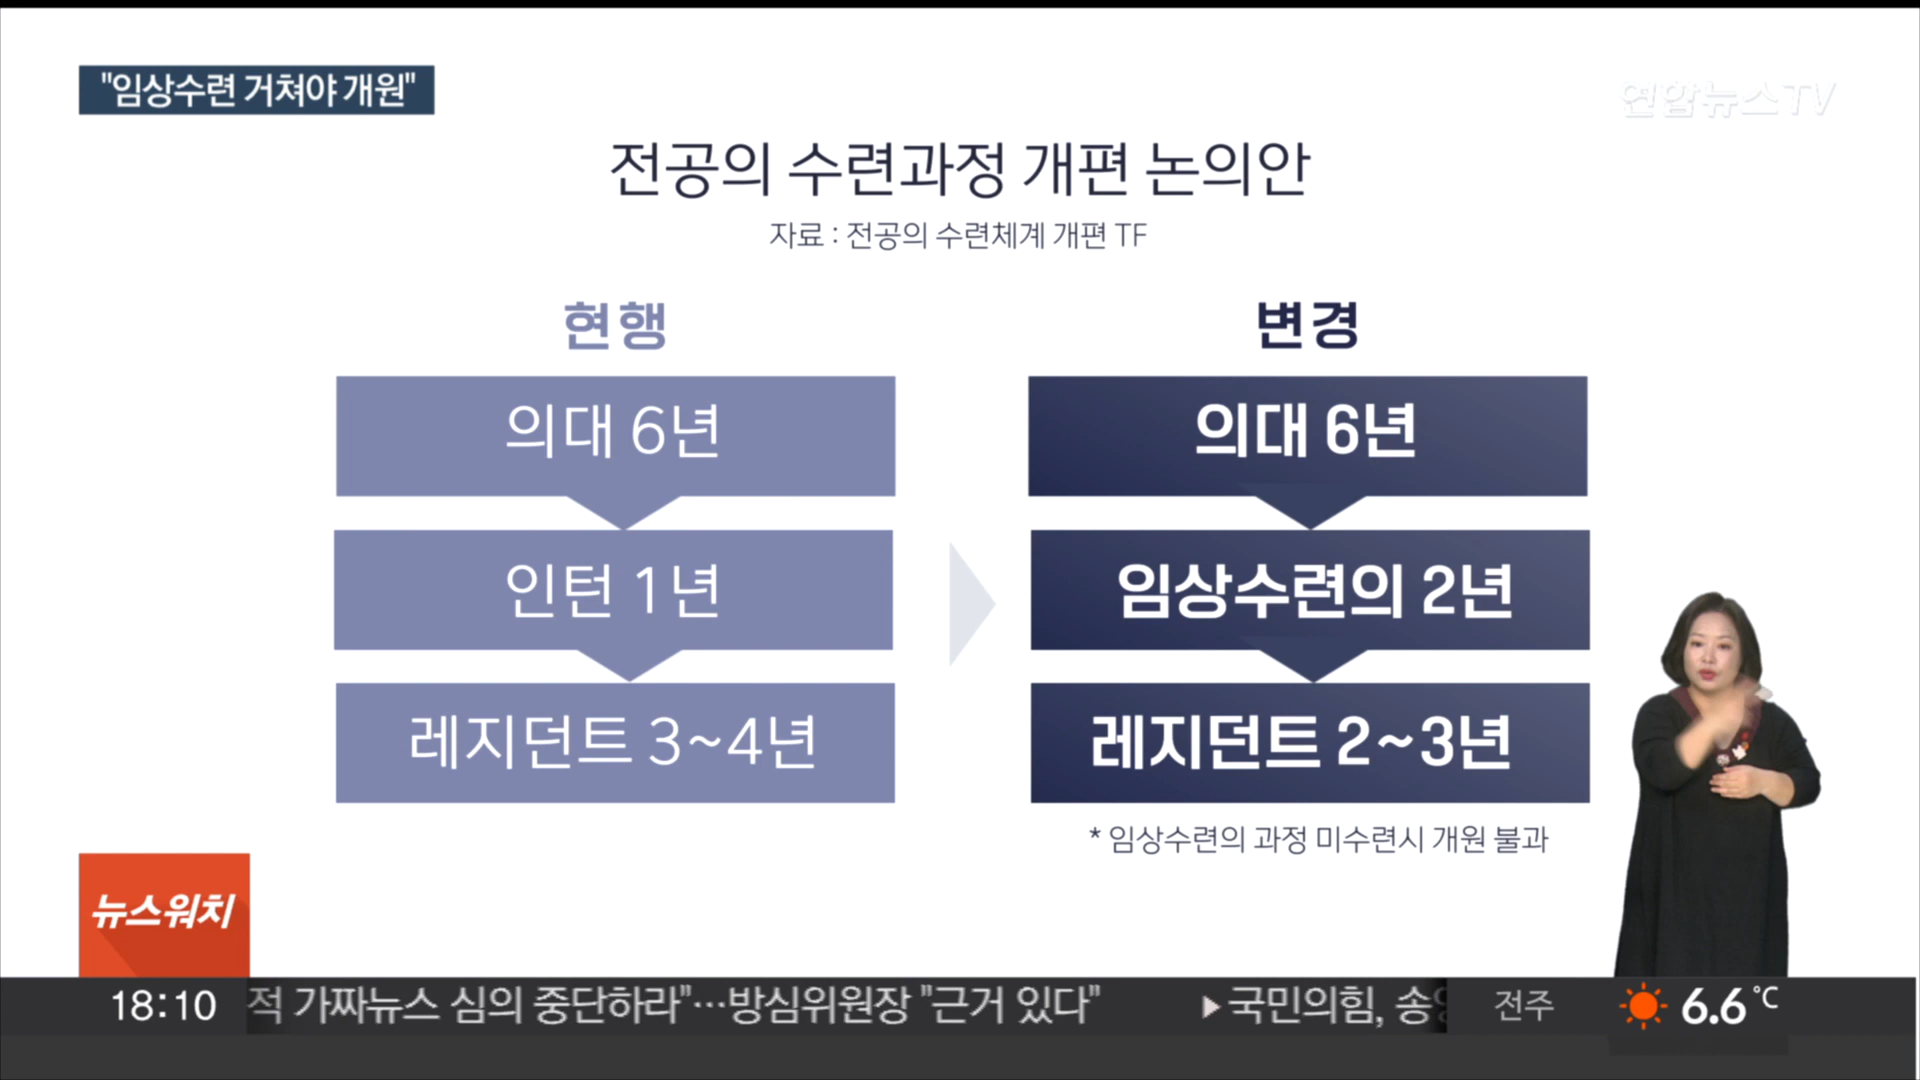 "임상수련 거쳐야 개원"
연합뉴스TV
전공의 수련과정 개편 논의안
자료 : 전공의 수련체계 개편 TF
현행
변경
의대 6년
의대 6년
인턴 1년
임상수련의 2년
레지던트 3~4년
레지던트 2~3년
* 임상수련의 과정 미수련시 개원 불과
뉴스워치
18:10 적 가짜뉴스 심의 중단하라"…방심위원장 "근거 있다" ▶국민의힘, 송 전주 6.6℃